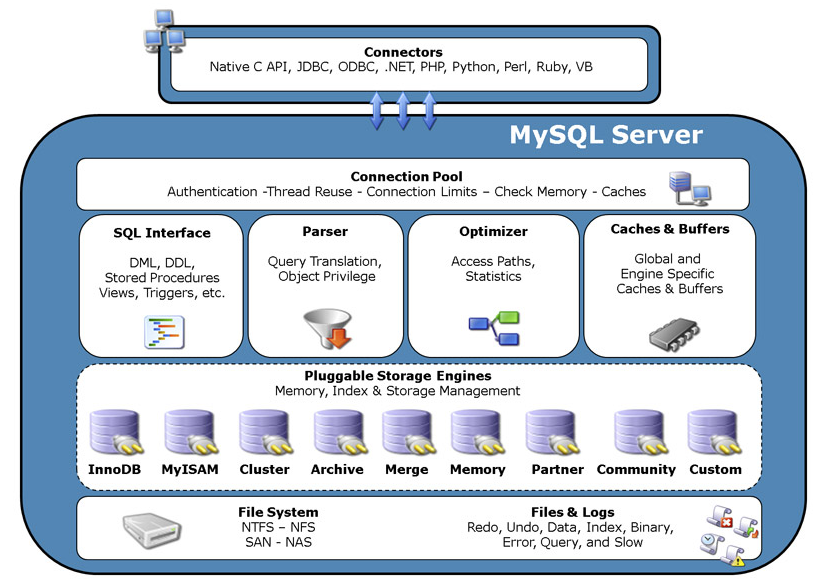 Connectors
Native C API, JDBC, ODBC, .NET, PHP, Python, Perl, Ruby, VB
MySQL Server
Connection Pool
Authentication -Thread Reuse - Connection Limits – Check Memory - Caches
SQL Interface
DML, DDL,
Stored Procedures
Views, Triggers, etc.
Parser
Query Translation,
Object Privilege
Optimizer
Access Paths,
Statistics
Caches & Buffers
Global and
Engine Specific
Caches & Buffers
Pluggable Storage Engines
Memory, Index & Storage Management
InnoDB
MyISAM
Cluster
Archive
Merge
Memory
Partner
Community
Custom
File System
NTFS – NFS
SAN - NAS
Files & Logs
Redo, Undo, Data, Index, Binary,
Error, Query, and Slow